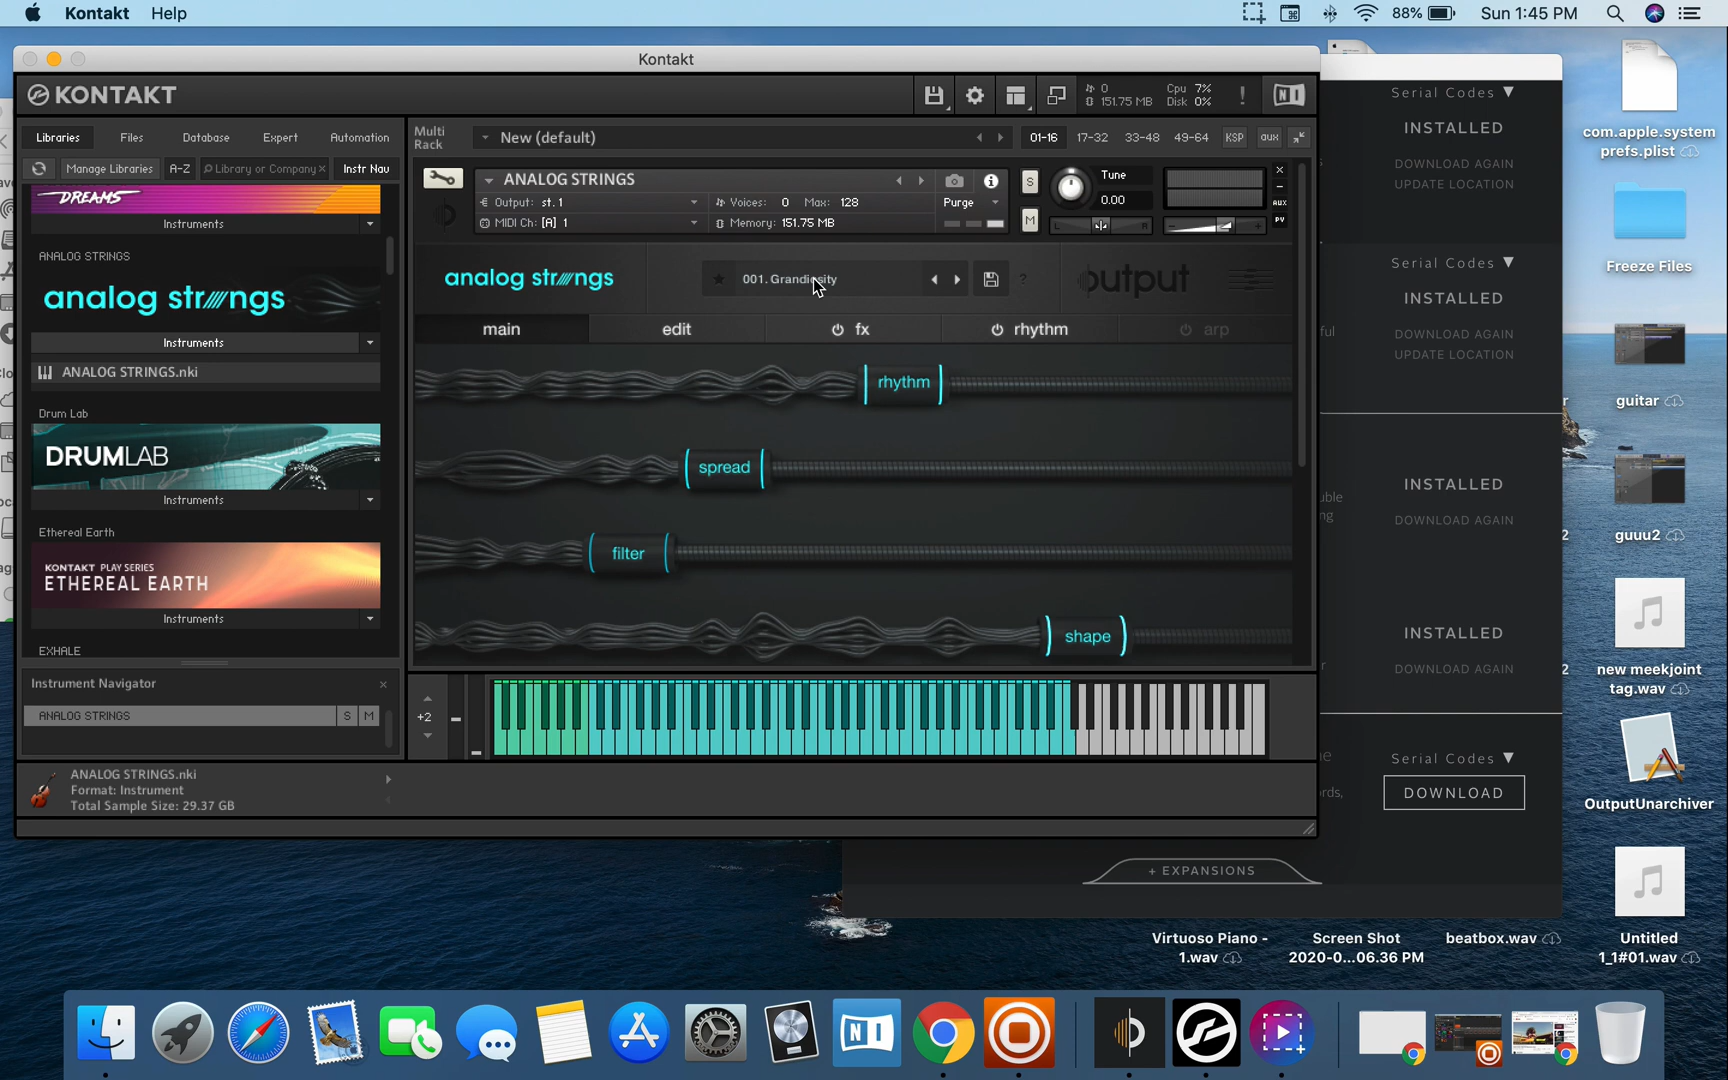 Kontakt Help
88% Sun 1:45 PM
Kontakt
KONTAKT
0
151.75 MB
Cpu 7%
Disk 0%
!
NI
Libraries Files Database Expert Automation
Manage Libraries A-Z Library or Company × Instr Nav
DREAMS
Instruments
ANALOG STRINGS
analog strings
Instruments
ANALOG STRINGS.nki
Drum Lab
DRUMLAB
Instruments
Ethereal Earth
KONTAKT PLAY SERIES
ETHEREAL EARTH
Instruments
EXHALE
Instrument Navigator ×
ANALOG STRINGS S M
ANALOG STRINGS.nki
Format: Instrument
Total Sample Size: 29.37 GB
Multi
Rack
New (default)
01-16 17-32 33-48 49-64 KSP aux
ANALOG STRINGS
Output: st.1 Voices: 0 Max: 128 Purge
MIDI Ch: [A] 1 Memory: 151.75 MB
S
M
Tune
0.00
L R
×
-
AUX
PV
analog strings
001. Grandiosity
?
output
main edit fx rhythm arp
rhythm
spread
filter
shape
+2
Serial Codes ▼
INSTALLED
DOWNLOAD AGAIN
UPDATE LOCATION
Serial Codes ▼
INSTALLED
ful
DOWNLOAD AGAIN
UPDATE LOCATION
INSTALLED
uble
ng
DOWNLOAD AGAIN
INSTALLED
DOWNLOAD AGAIN
Serial Codes ▼
rds,
DOWNLOAD
+ EXPANSIONS
com.apple.system
prefs.plist
Freeze Files
guitar
guuu2
new meekjoint
tag.wav
OutputUnarchiver
Virtuoso Piano -
1.wav
Screen Shot
2020-0...06.36 PM
beatbox.wav
Untitled
1_1#01.wav
NI